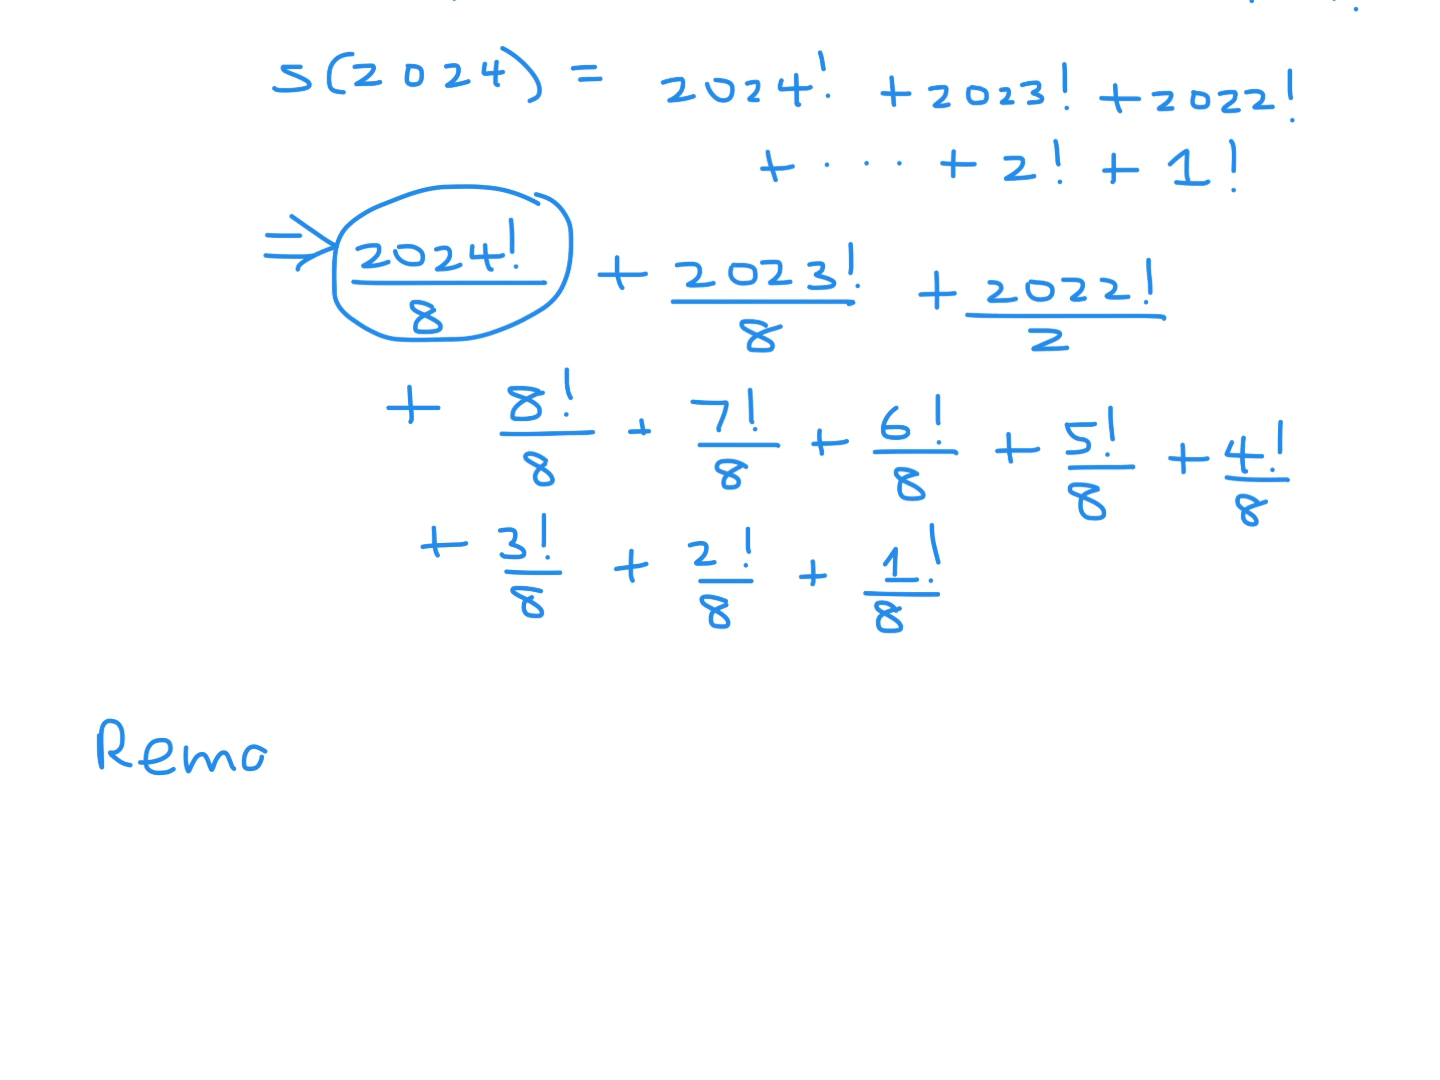 S(2024) = 2024! + 2023! + 2022!
+ . . . + 2! + 1!
⇒ 2024!/8 + 2023!/8 + 2022!/2
+ 8!/8 + 7!/8 + 6!/8 + 5!/8 + 4!/8
+ 3!/8 + 2!/8 + 1!/8
Rema